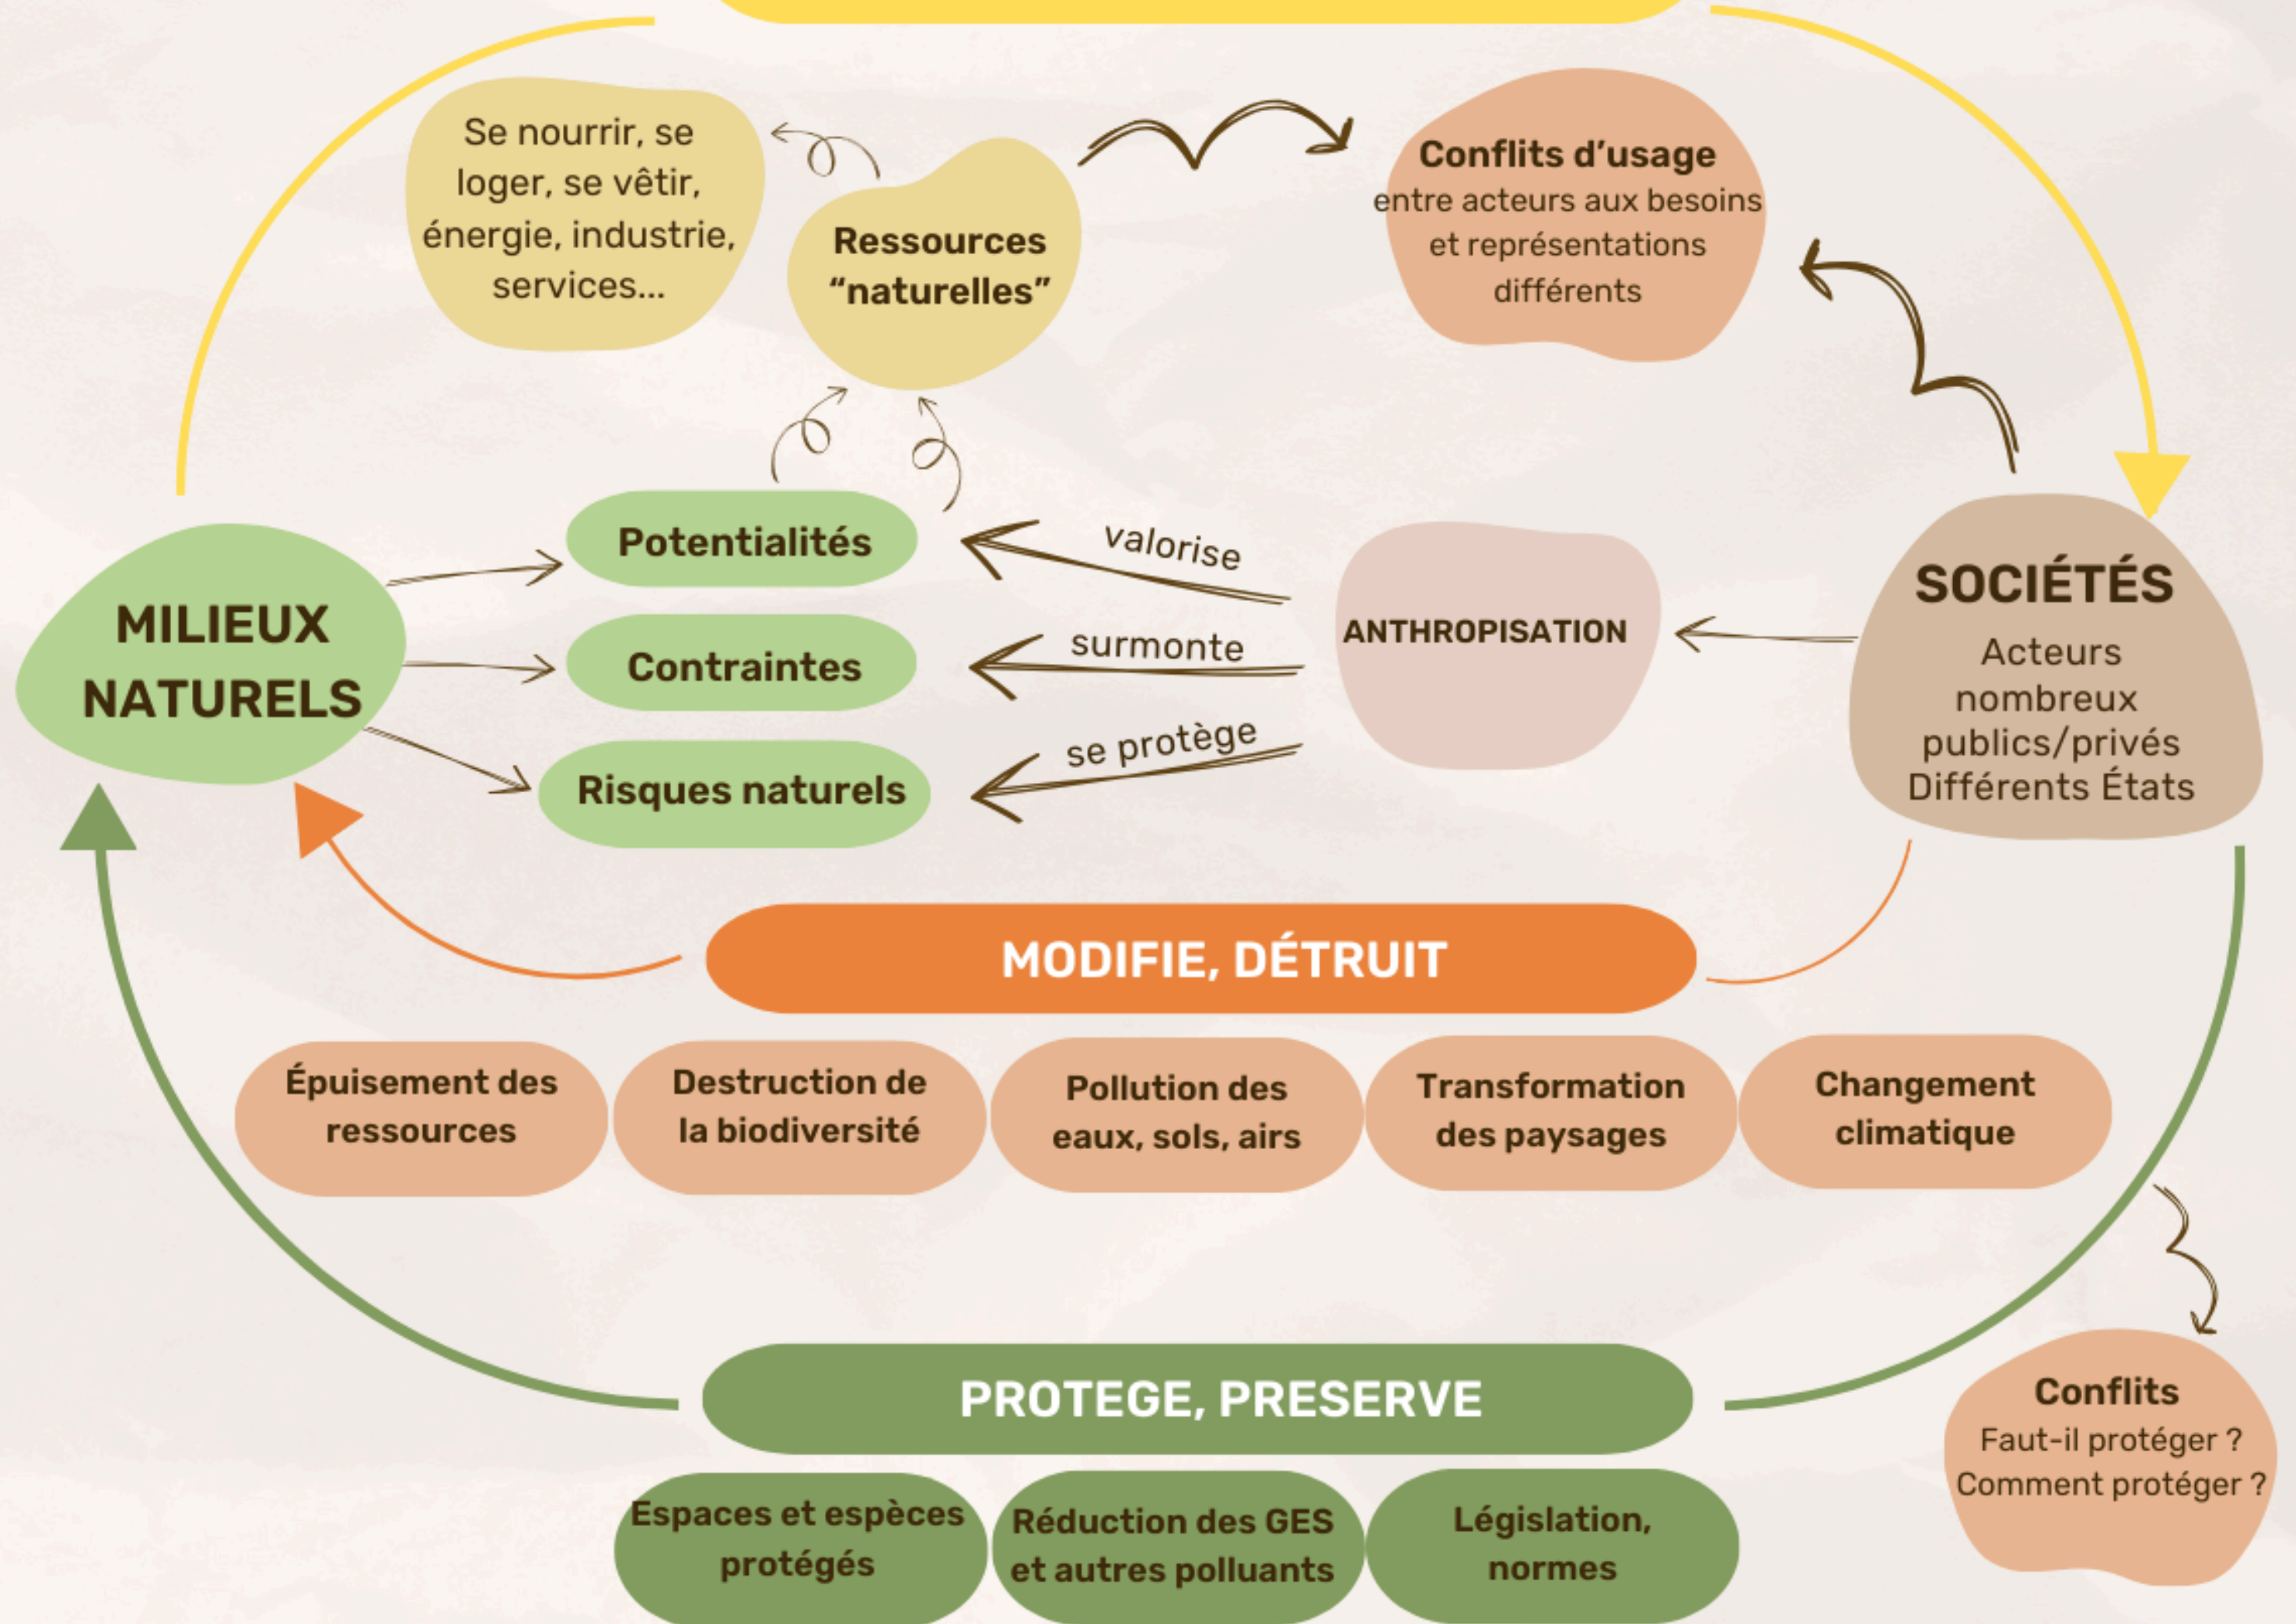 Se nourrir, se
loger, se vêtir,
énergie, industrie,
services...
Ressources
“naturelles”
Conflits d’usage
entre acteurs aux besoins
et représentations
différents
MILIEUX
NATURELS
Potentialités
Contraintes
Risques naturels
valorise
surmonte
se protège
ANTHROPISATION
SOCIÉTÉS
Acteurs
nombreux
publics/privés
Différents États
MODIFIE, DÉTRUIT
Épuisement des
ressources
Destruction de
la biodiversité
Pollution des
eaux, sols, airs
Transformation
des paysages
Changement
climatique
PROTEGE, PRESERVE
Espaces et espèces
protégés
Réduction des GES
et autres polluants
Législation,
normes
Conflits
Faut-il protéger ?
Comment protéger ?